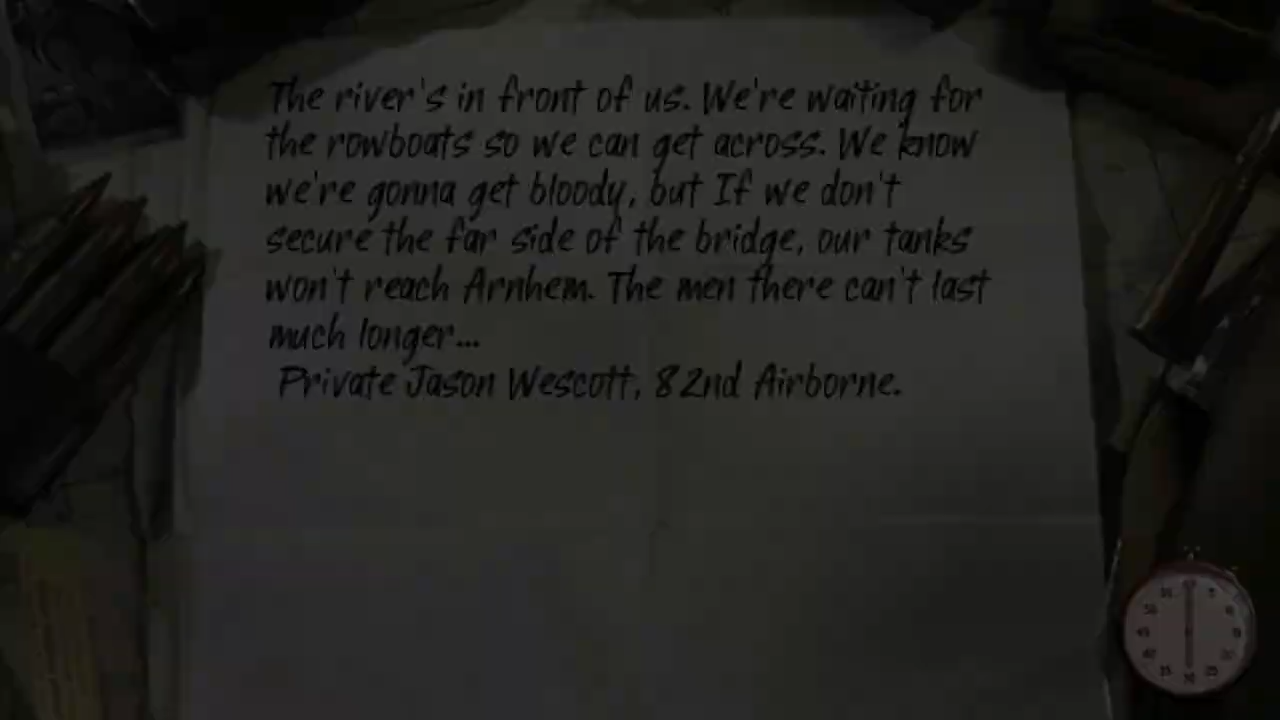 The river's in front of us. We're waiting for
the rowboats so we can get across. We know
we're gonna get bloody, but If we don't
secure the far side of the bridge, our tanks
won't reach Arnhem. The men there can't last
much longer...
Private Jason Wescott, 82nd Airborne.